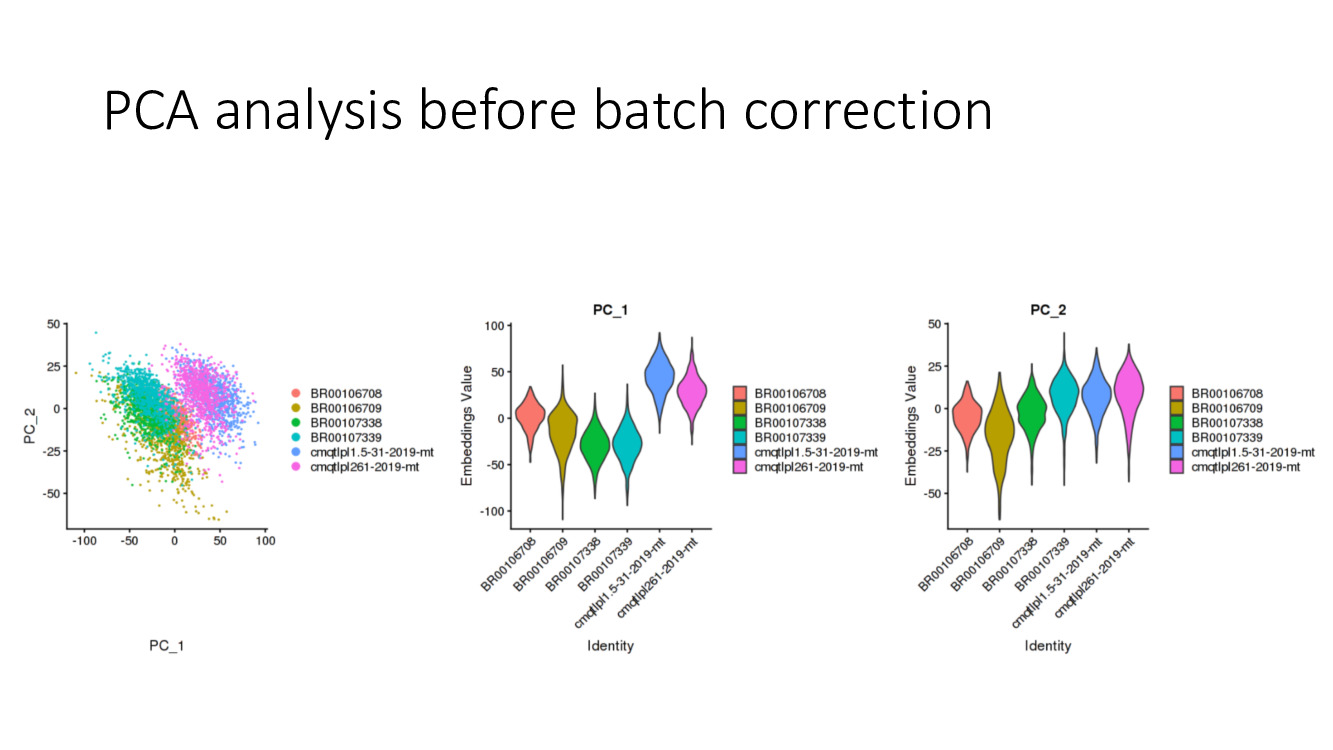 PCA analysis before batch correction
PC_2
50
25
0
-25
-50
-100
-50
0
50
100
PC_1
BR00106708
BR00106709
BR00107338
BR00107339
cmqtlpl1.5-31-2019-mt
cmqtlpl261-2019-mt
PC_1
Embeddings Value
100
50
0
-50
-100
BR00106708
BR00106709
BR00107338
BR00107339
cmqtlpl1.5-31-2019-mt
cmqtlpl261-2019-mt
Identity
BR00106708
BR00106709
BR00107338
BR00107339
cmqtlpl1.5-31-2019-mt
cmqtlpl261-2019-mt
PC_2
Embeddings Value
50
25
0
-25
-50
BR00106708
BR00106709
BR00107338
BR00107339
cmqtlpl1.5-31-2019-mt
cmqtlpl261-2019-mt
Identity
BR00106708
BR00106709
BR00107338
BR00107339
cmqtlpl1.5-31-2019-mt
cmqtlpl261-2019-mt